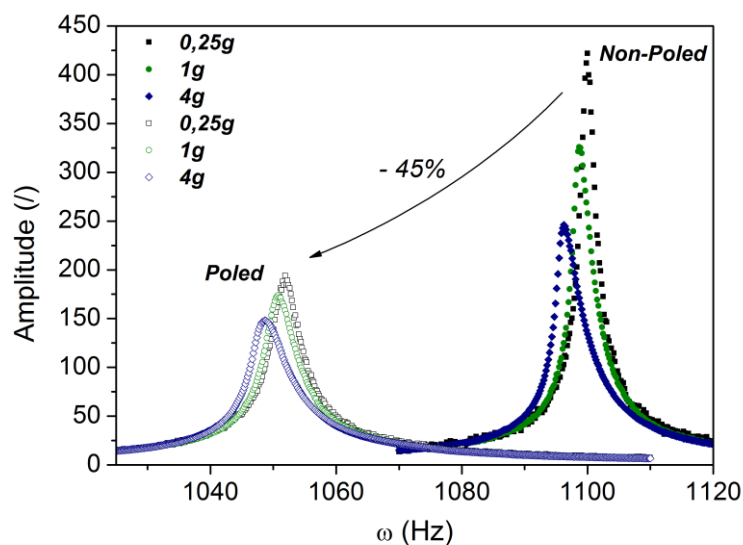 450
400
350
300
250
200
150
100
50
0
Amplitude (/)
0,25g
1g
4g
0,25g
1g
4g
Non-Poled
- 45%
Poled
1040 1060 1080 1100 1120
ω (Hz)